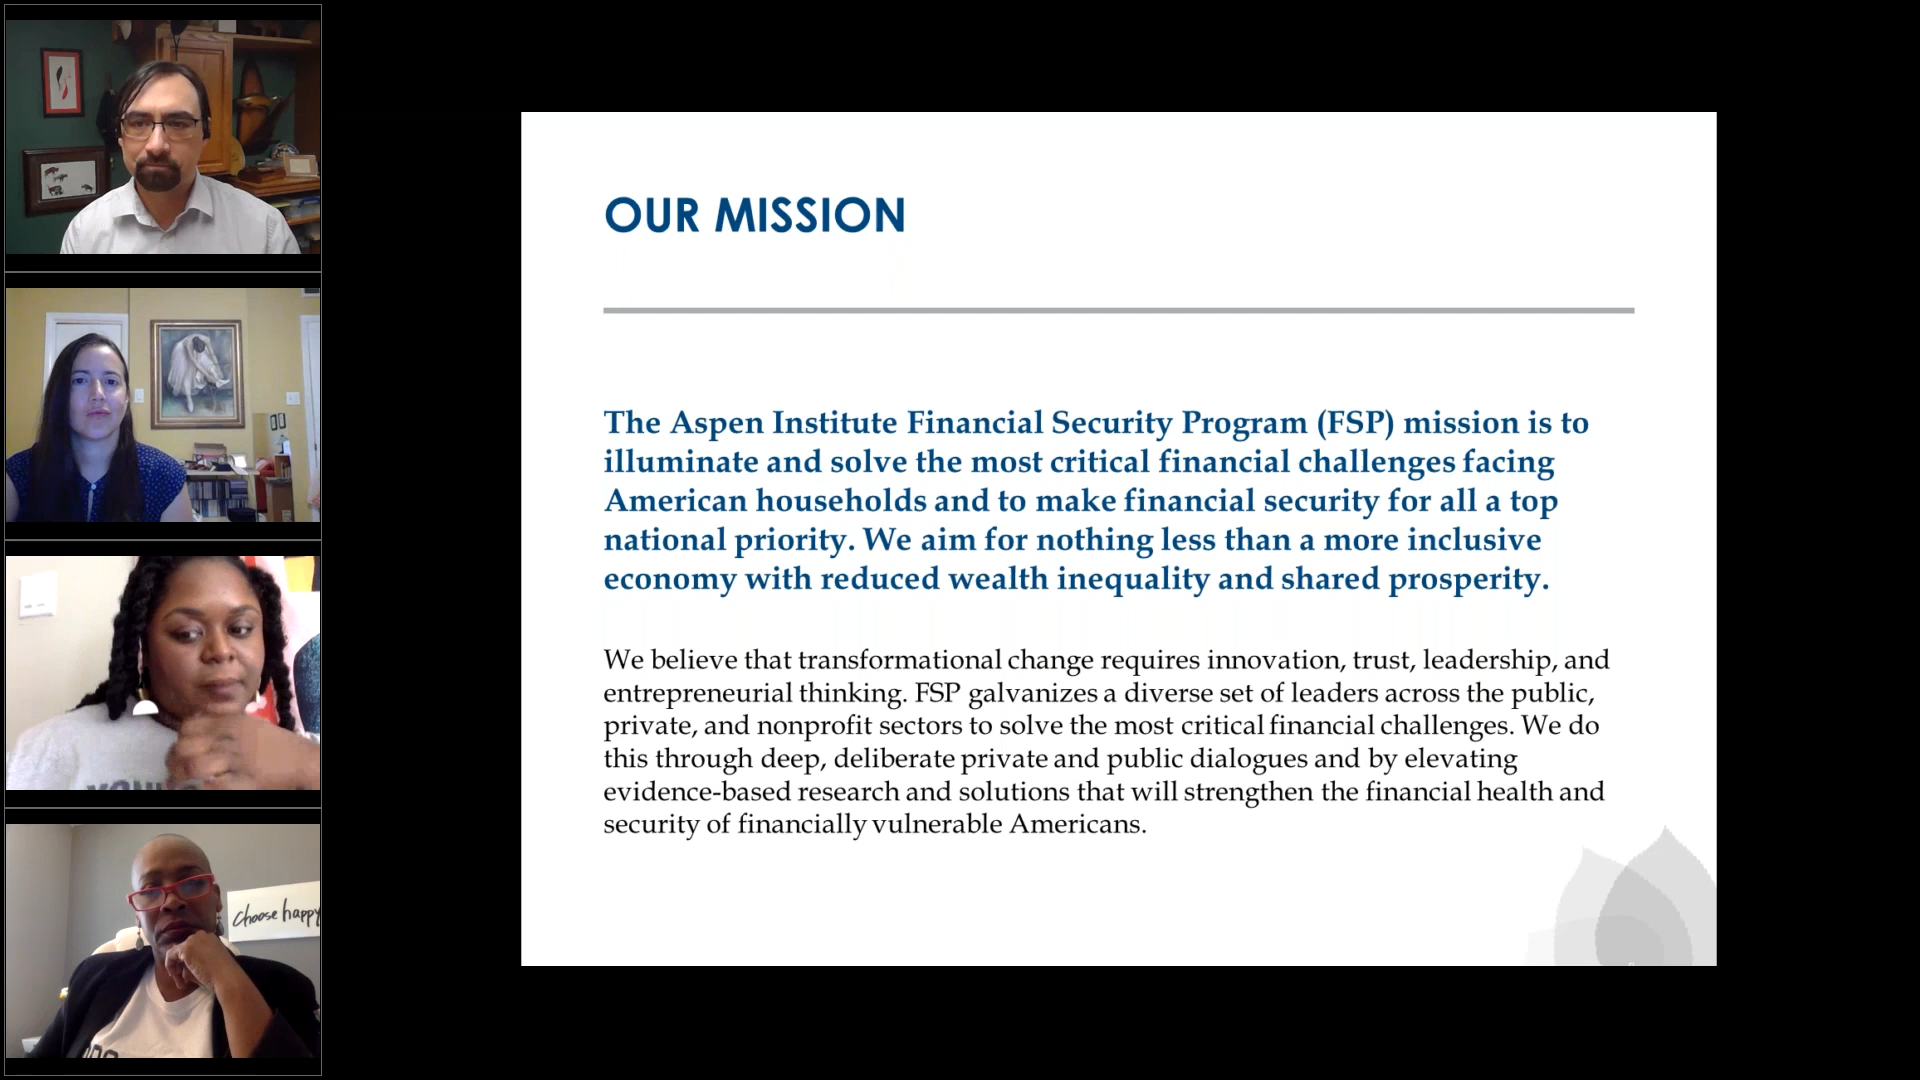 OUR MISSION
The Aspen Institute Financial Security Program (FSP) mission is to
illuminate and solve the most critical financial challenges facing
American households and to make financial security for all a top
national priority. We aim for nothing less than a more inclusive
economy with reduced wealth inequality and shared prosperity.
We believe that transformational change requires innovation, trust, leadership, and
entrepreneurial thinking. FSP galvanizes a diverse set of leaders across the public,
private, and nonprofit sectors to solve the most critical financial challenges. We do
this through deep, deliberate private and public dialogues and by elevating
evidence-based research and solutions that will strengthen the financial health and
security of financially vulnerable Americans.
Choose happy